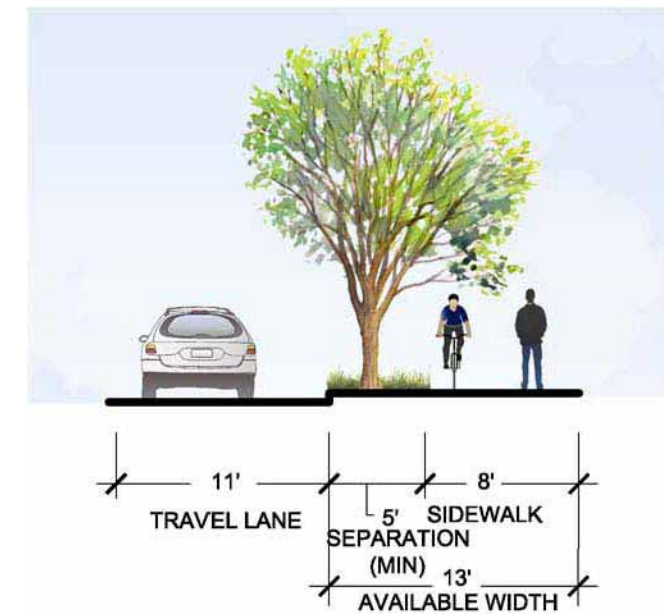 11'
TRAVEL LANE
5'
SEPARATION
(MIN)
8'
SIDEWALK
13'
AVAILABLE WIDTH